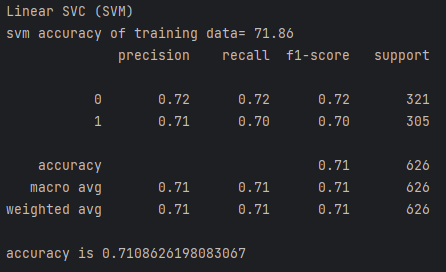 Linear SVC (SVM)
svm accuracy of training data= 71.86
precision recall f1-score support
0 0.72 0.72 0.72 321
1 0.71 0.70 0.70 305
accuracy 0.71 626
macro avg 0.71 0.71 0.71 626
weighted avg 0.71 0.71 0.71 626
accuracy is 0.7108626198083067